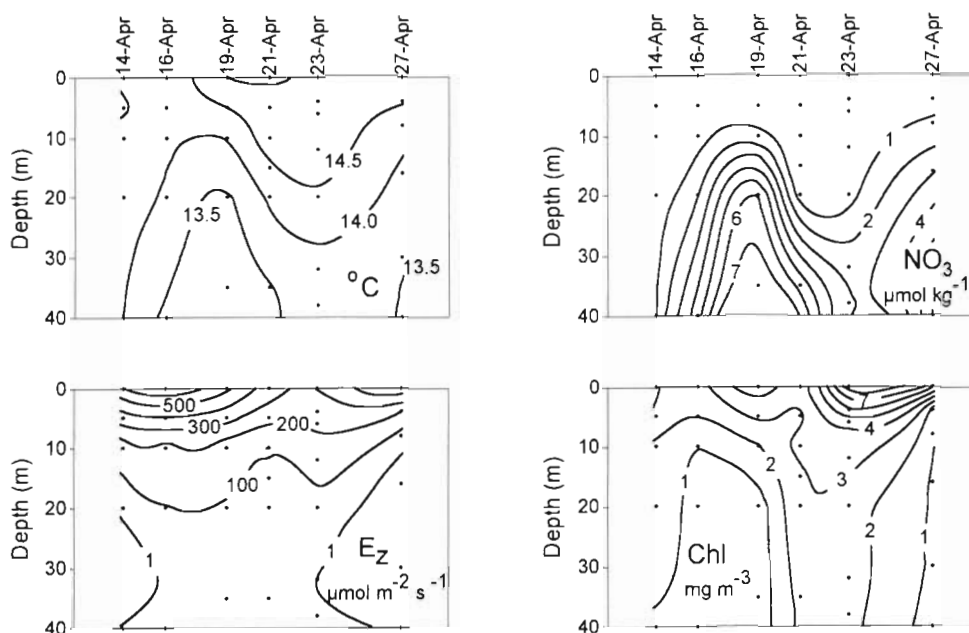 14-Apr
16-Apr
19-Apr
21-Apr
23-Apr
27-Apr
0
10
20
30
40
Depth (m)
14.5
14.0
13.5
13.5
°C
14-Apr
16-Apr
19-Apr
21-Apr
23-Apr
27-Apr
0
10
20
30
40
Depth (m)
1
2
4
6
7
NO3
µmol kg-1
0
10
20
30
40
Depth (m)
500
300
200
100
1
1
Ez
µmol m-2 s-1
0
10
20
30
40
Depth (m)
4
3
2
1
2
1
Chl
mg m-3